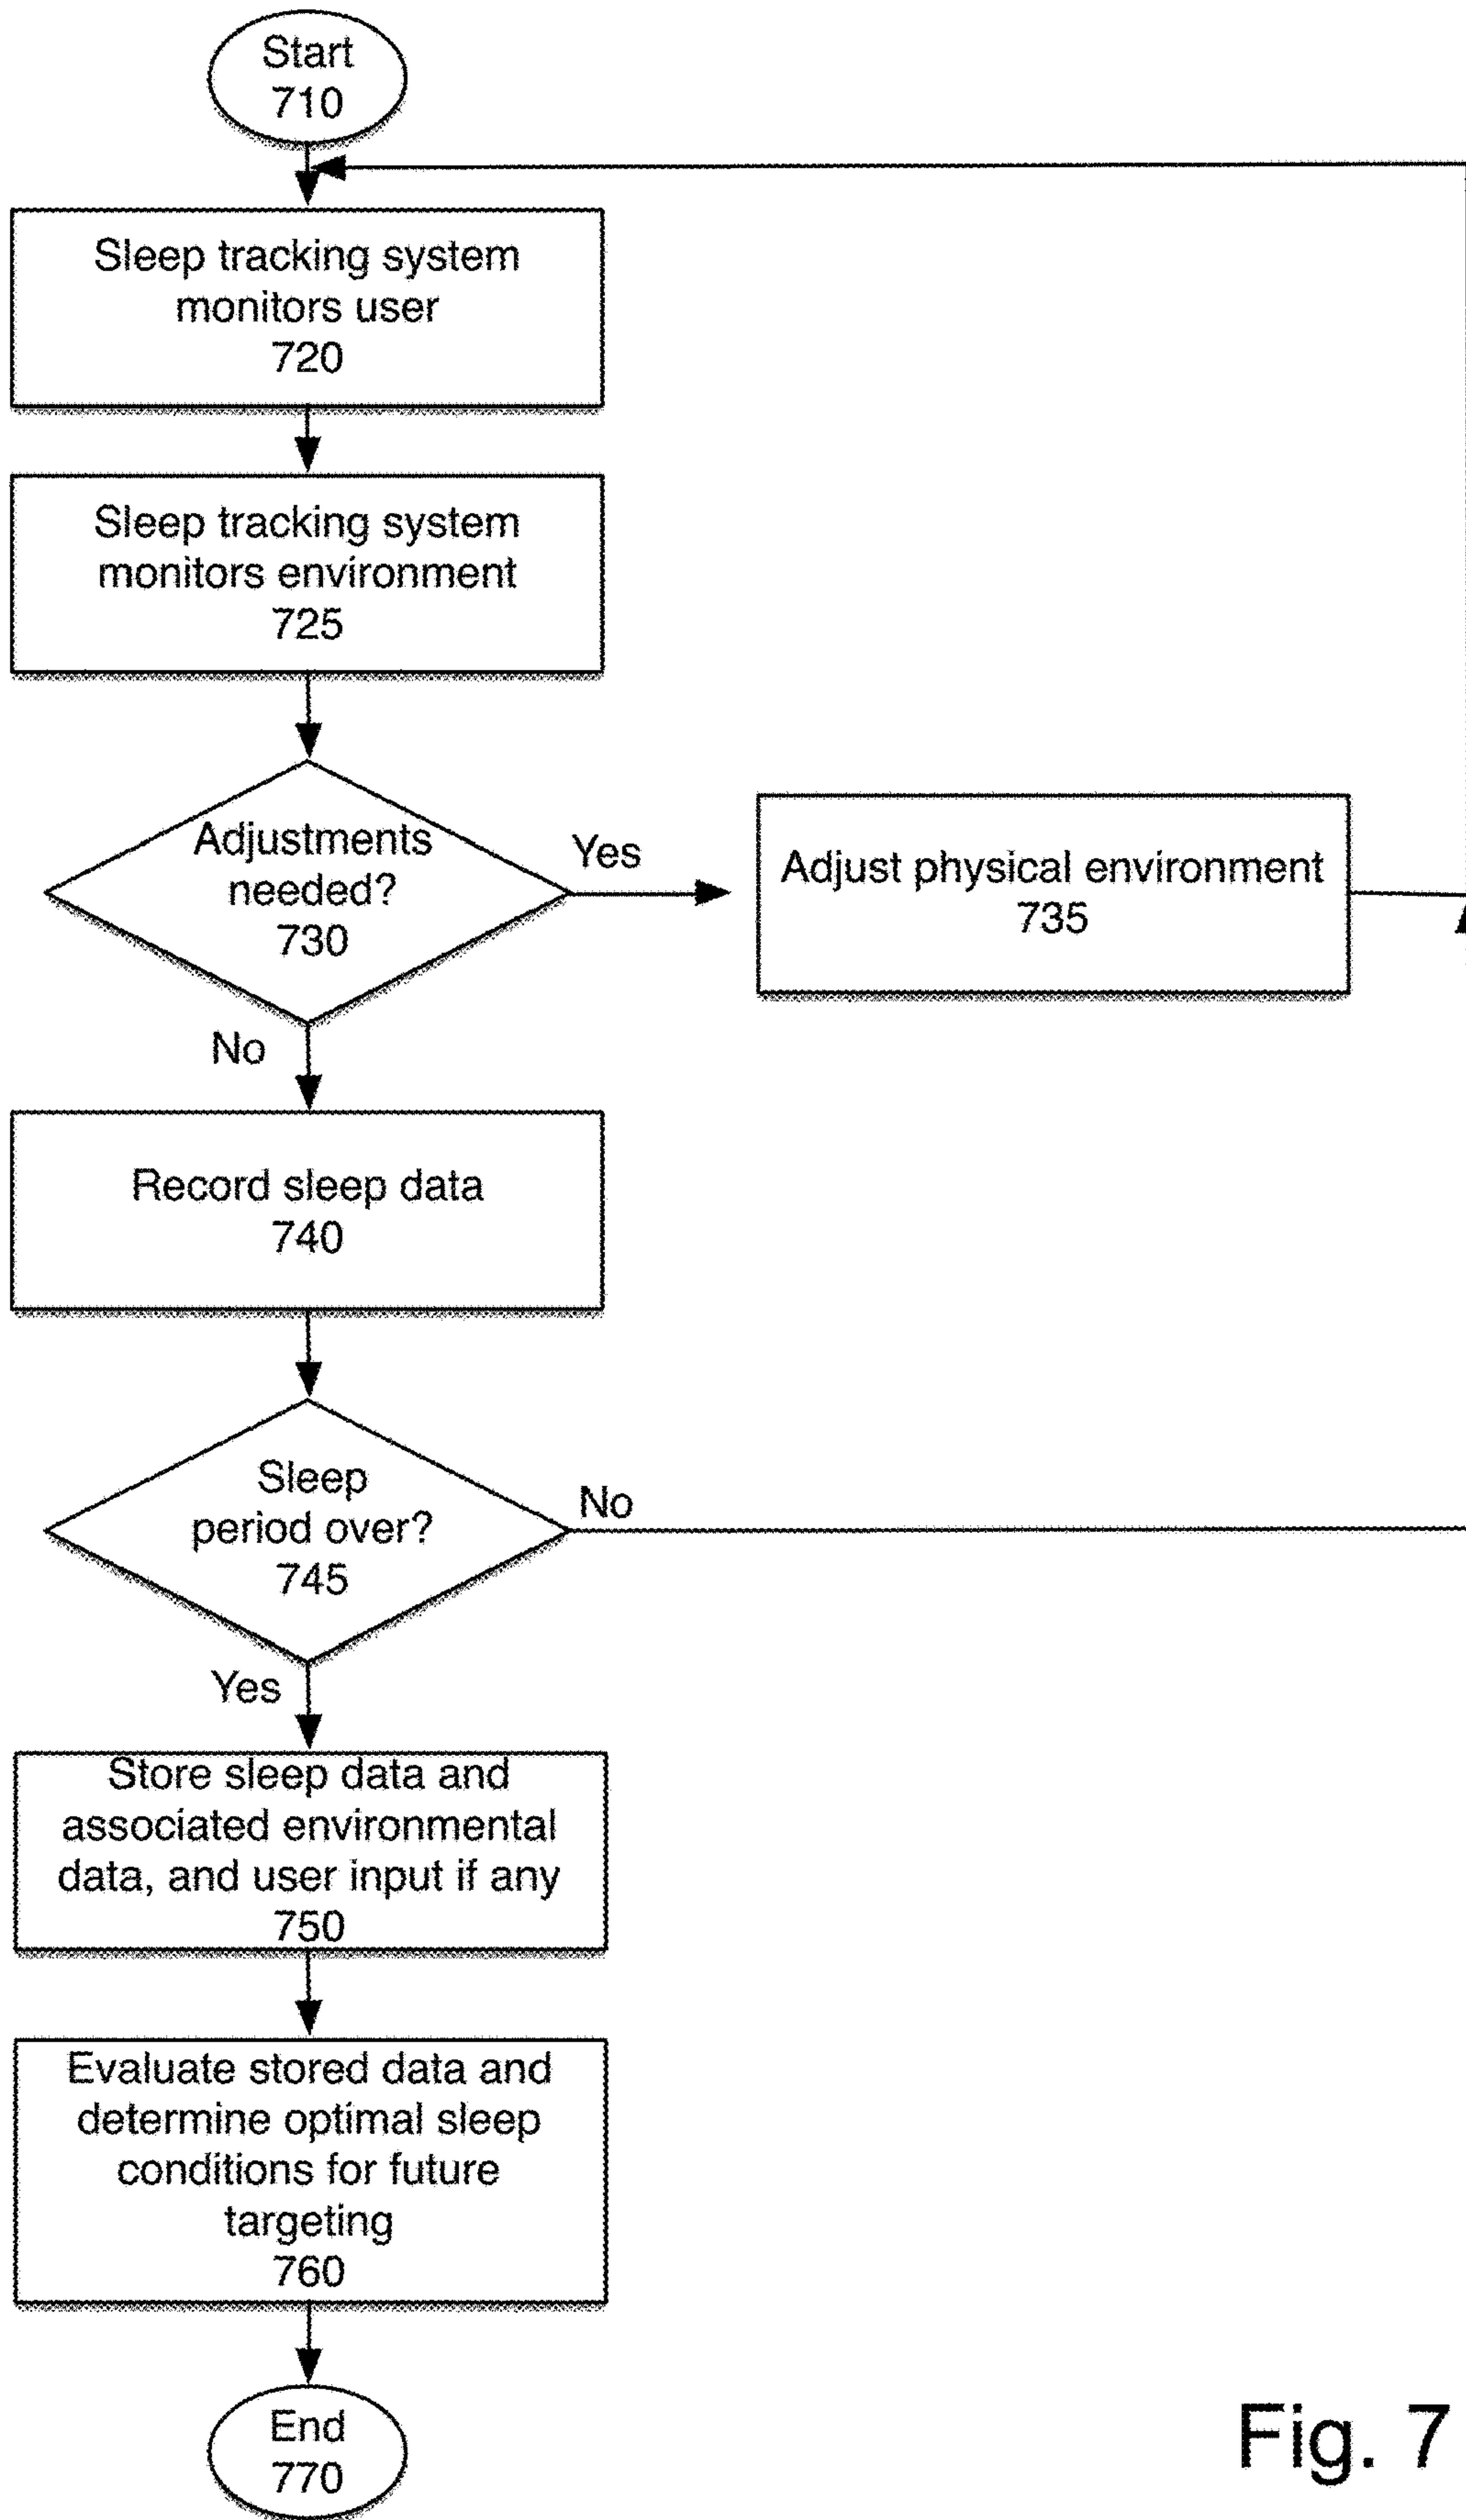 Start
710
Sleep tracking system
monitors user
720
Sleep tracking system
monitors environment
725
Adjustments
needed?
730
Yes
Adjust physical environment
735
No
Record sleep data
740
Sleep
period over?
745
No
Yes
Store sleep data and
associated environmental
data, and user input if any
750
Evaluate stored data and
determine optimal sleep
conditions for future
targeting
760
End
770
Fig. 7